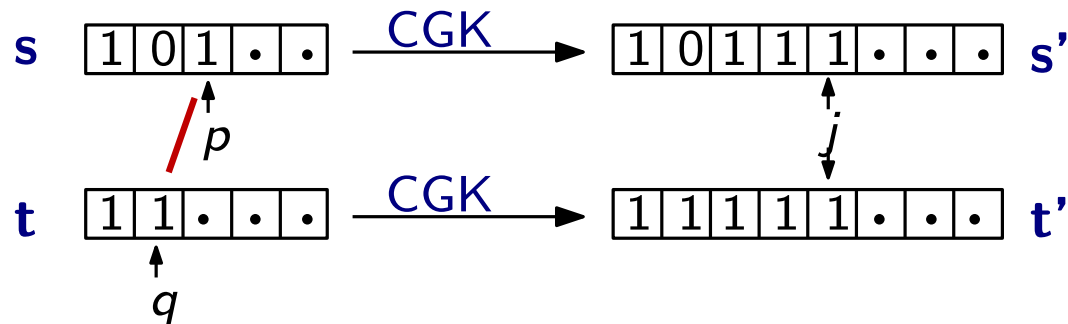 s 1 0 1 • • CGK 1 0 1 1 1 • • • s'
p j
t 1 1 • • • CGK 1 1 1 1 1 • • • t'
q